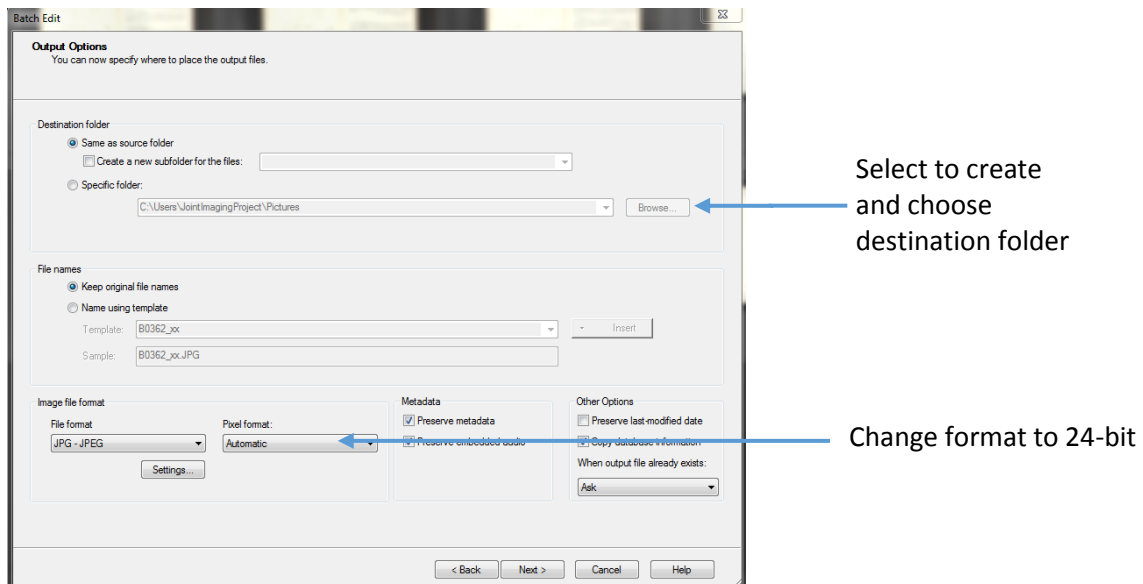 Batch Edit
Output Options
You can now specify where to place the output files.
Destination folder
Same as source folder
Create a new subfolder for the files:
Specific folder:
C:\Users\JointImagingProject\Pictures
Browse...
Select to create
and choose
destination folder
File names
Keep original file names
Name using template
Template:
B0362_xx
Insert
Sample:
B0362_xx.JPG
Image file format
File format
Pixel format:
JPG - JPEG
Automatic
Settings...
Metadata
Preserve metadata
Preserve embedded audio
Other Options
Preserve last-modified date
Copy database information
When output file already exists:
Ask
Change format to 24-bit
< Back
Next >
Cancel
Help